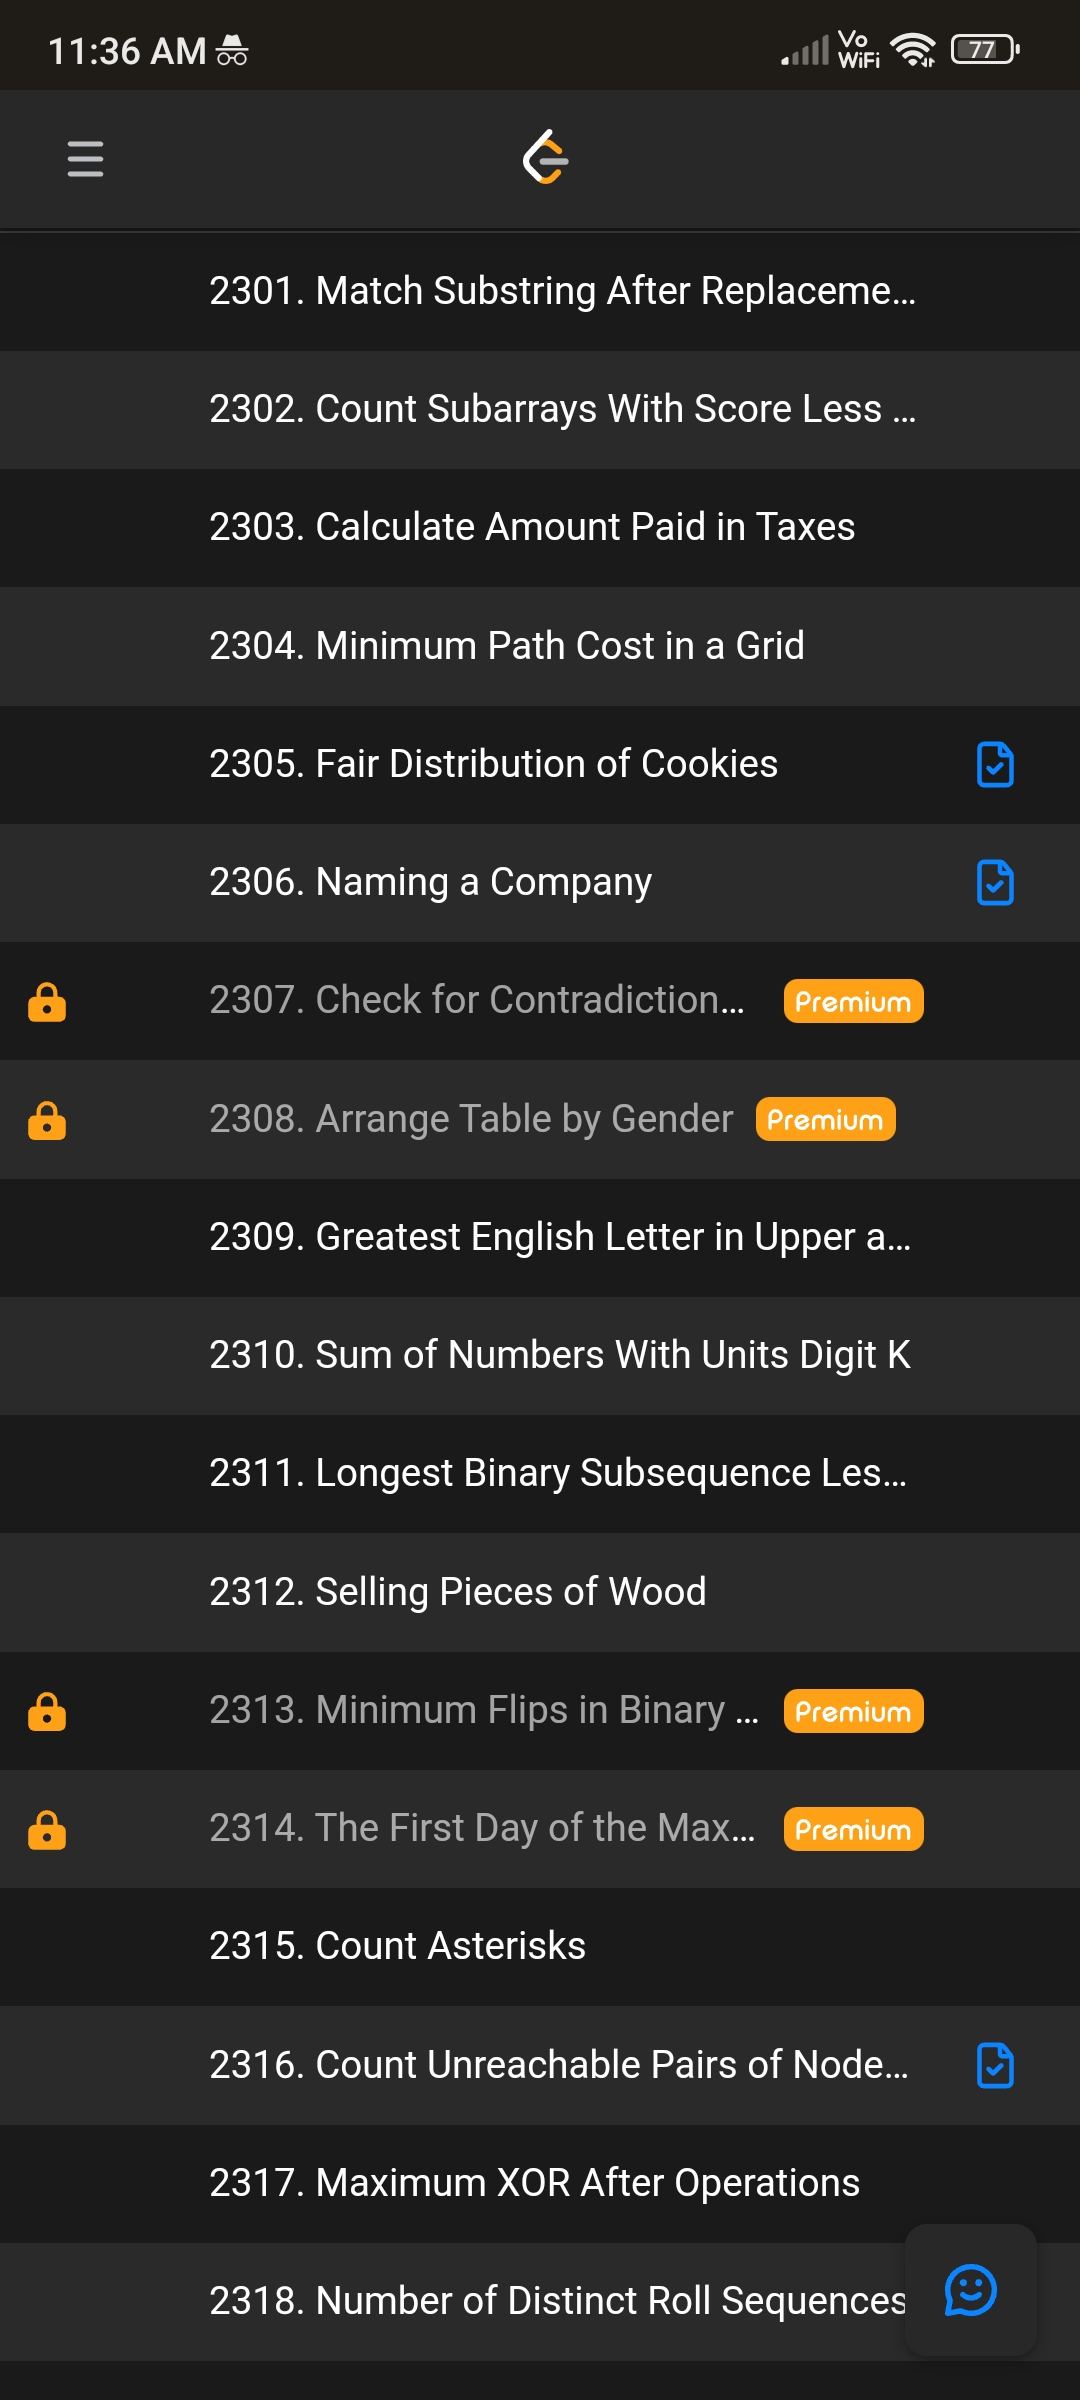 11:36 AM
Vo WiFi
77
2301. Match Substring After Replaceme...
2302. Count Subarrays With Score Less ...
2303. Calculate Amount Paid in Taxes
2304. Minimum Path Cost in a Grid
2305. Fair Distribution of Cookies
2306. Naming a Company
2307. Check for Contradiction... Premium
2308. Arrange Table by Gender Premium
2309. Greatest English Letter in Upper a...
2310. Sum of Numbers With Units Digit K
2311. Longest Binary Subsequence Les...
2312. Selling Pieces of Wood
2313. Minimum Flips in Binary ... Premium
2314. The First Day of the Max... Premium
2315. Count Asterisks
2316. Count Unreachable Pairs of Node...
2317. Maximum XOR After Operations
2318. Number of Distinct Roll Sequences